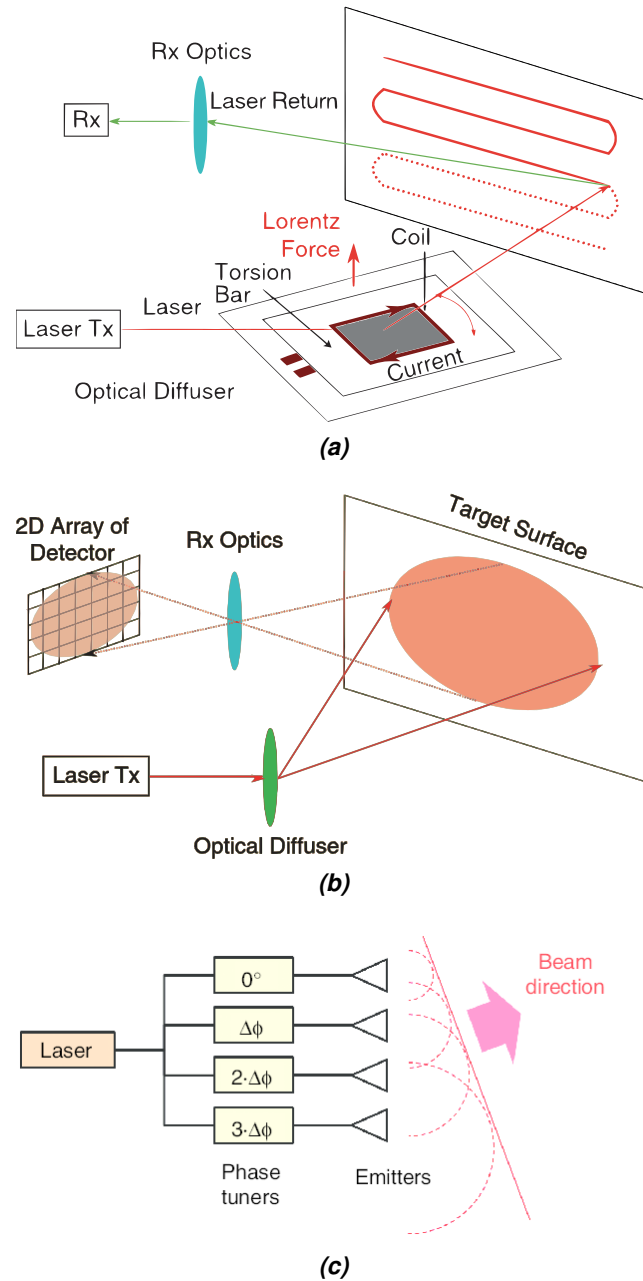 Rx Optics
Laser Return
Rx
Lorentz
Force
Coil
Torsion
Bar
Laser
Laser Tx
Current
Optical Diffuser
(a)
Target Surface
2D Array of
Detector
Rx Optics
Laser Tx
Optical Diffuser
(b)
0°
Beam
direction
Δϕ
Laser
2·Δϕ
3·Δϕ
Phase
tuners
Emitters
(c)